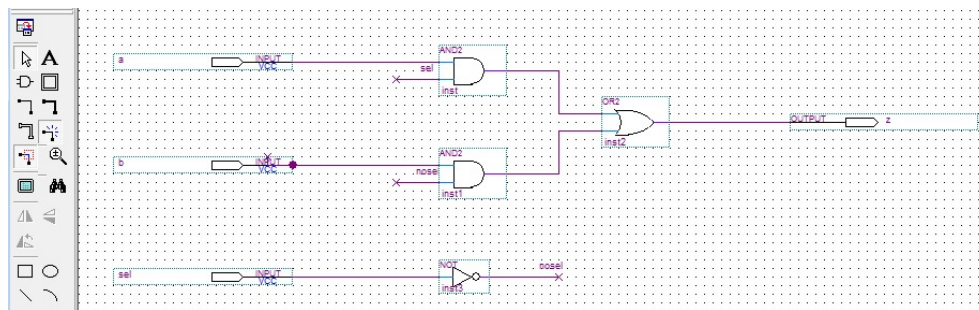 A
AND2
a
INPUT
VCC
sel
inst
OR2
OUTPUT
z
inst2
AND2
b
INPUT
VCC
nosel
inst1
sel
INPUT
VCC
NOT
nosel
inst3